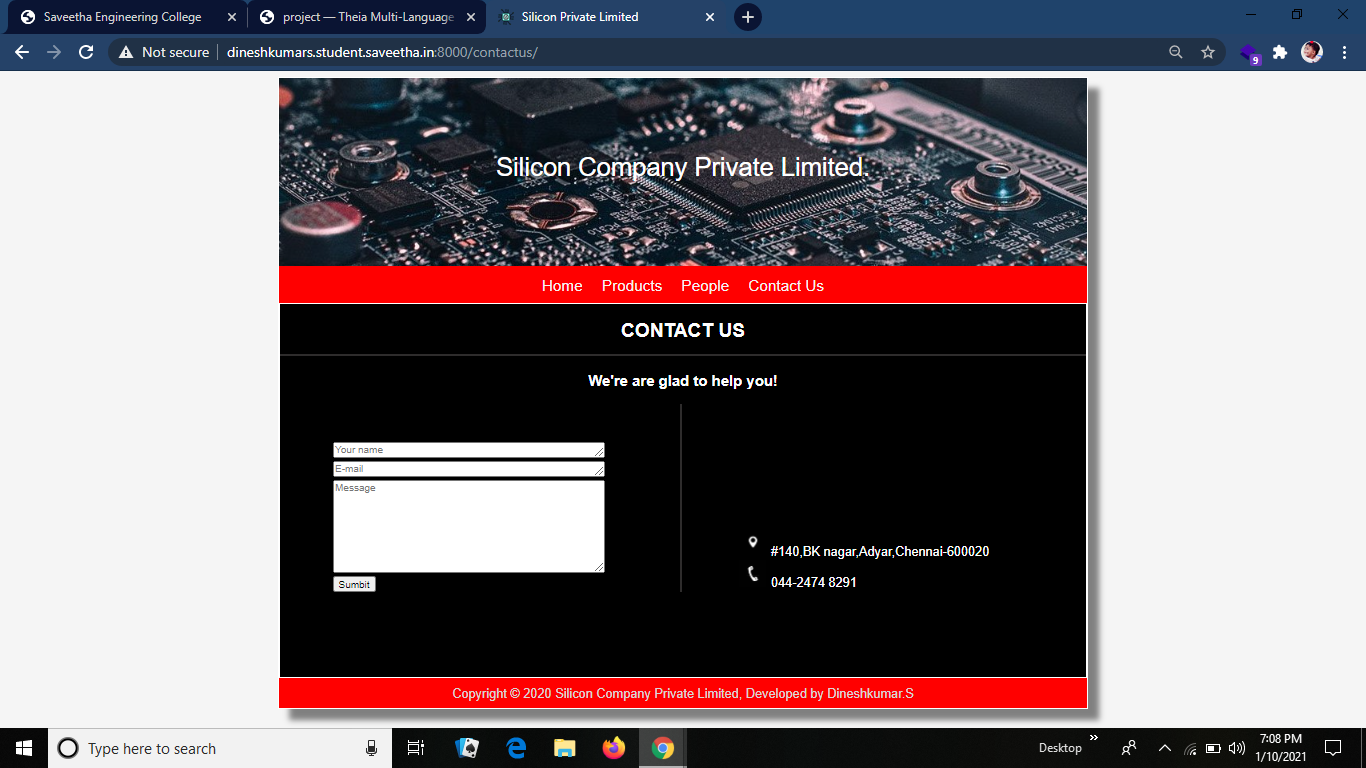 Saveetha Engineering College
project — Theia Multi-Language
Silicon Private Limited
Not secure
dineshkumars.student.saveetha.in:8000/contactus/
9
Silicon Company Private Limited.
Home Products People Contact Us
CONTACT US
We're are glad to help you!
Your name
E-mail
Message
Sumbit
#140,BK nagar,Adyar,Chennai-600020
044-2474 8291
Copyright © 2020 Silicon Company Private Limited, Developed by Dineshkumar.S
Type here to search
Desktop
7:08 PM
1/10/2021